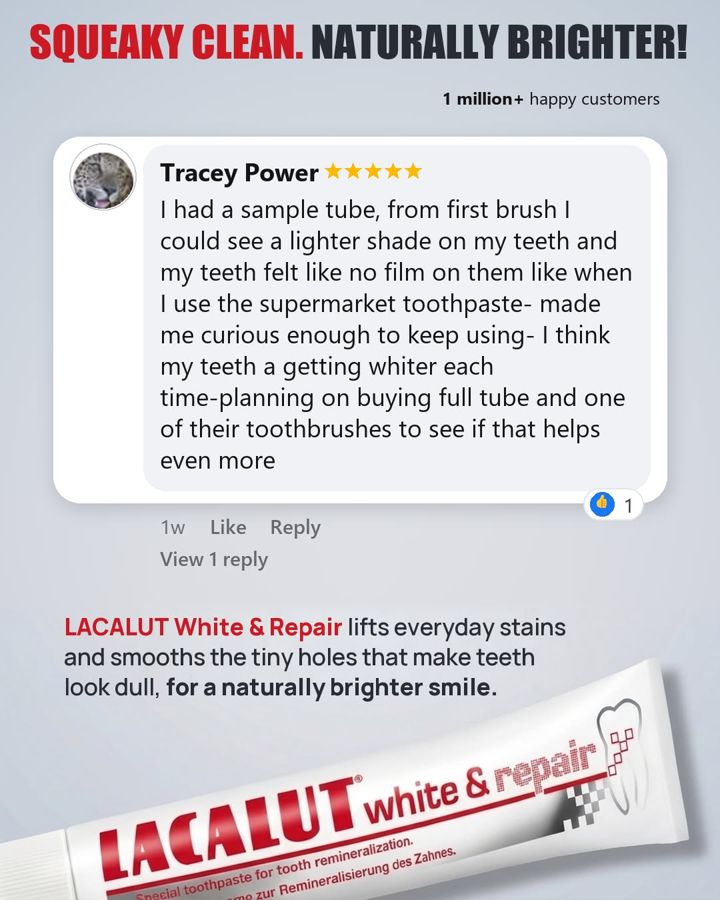 SQUEAKY CLEAN. NATURALLY BRIGHTER!
1 million+ happy customers
Tracey Power
I had a sample tube, from first brush I
could see a lighter shade on my teeth and
my teeth felt like no film on them like when
I use the supermarket toothpaste- made
me curious enough to keep using- I think
my teeth a getting whiter each
time-planning on buying full tube and one
of their toothbrushes to see if that helps
even more
1
1w Like Reply
View 1 reply
LACALUT White & Repair lifts everyday stains
and smooths the tiny holes that make teeth
look dull, for a naturally brighter smile.
LACALUT® white & repair
Special toothpaste for tooth remineralization.
zur Remineralisierung des Zahnes.